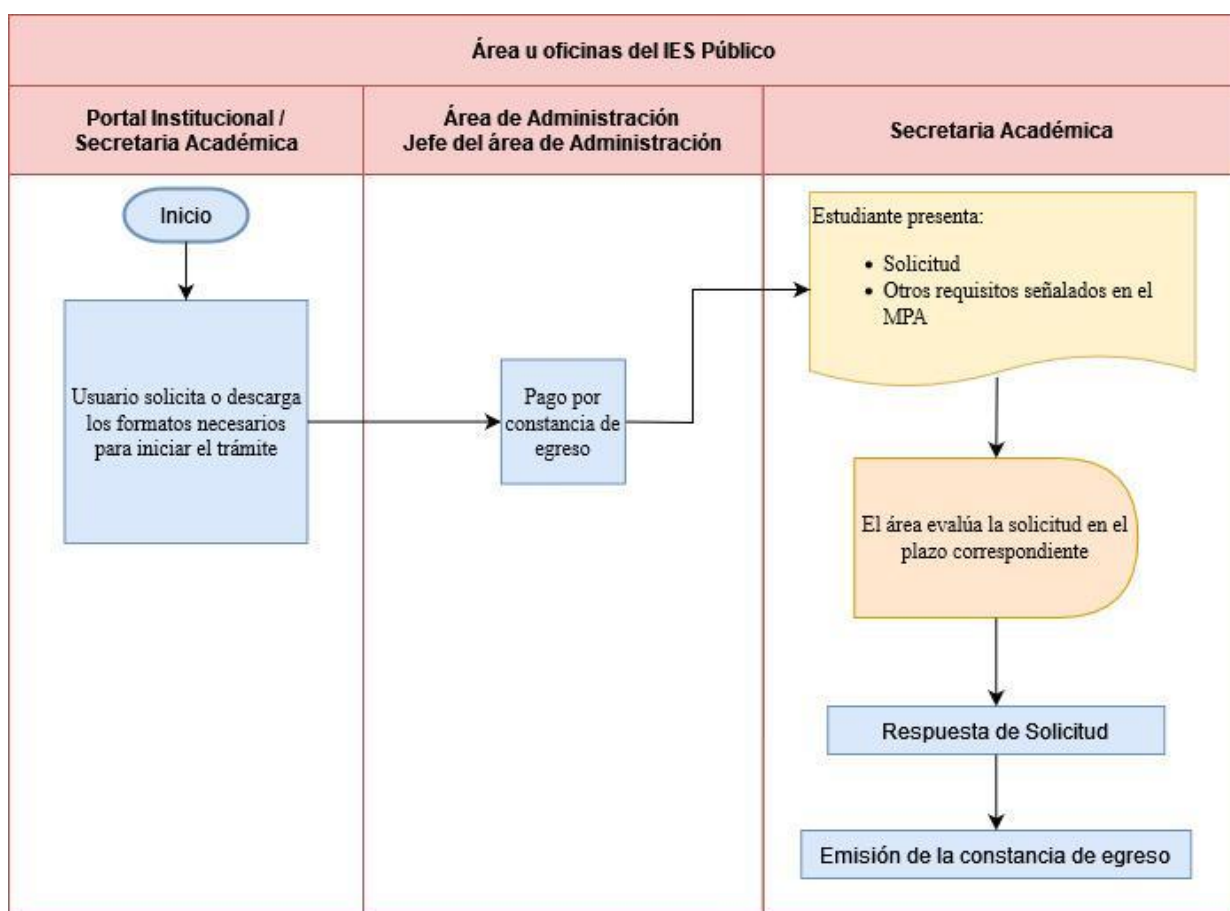 Área u oficinas del IES Público
Portal Institucional /
Secretaria Académica
Área de Administración
Jefe del área de Administración
Secretaria Académica
Inicio
Usuario solicita o descarga
los formatos necesarios
para iniciar el trámite
Pago por
constancia de
egreso
Estudiante presenta:
• Solicitud
• Otros requisitos señalados en el
MPA
El área evalúa la solicitud en el
plazo correspondiente
Respuesta de Solicitud
Emisión de la constancia de egreso